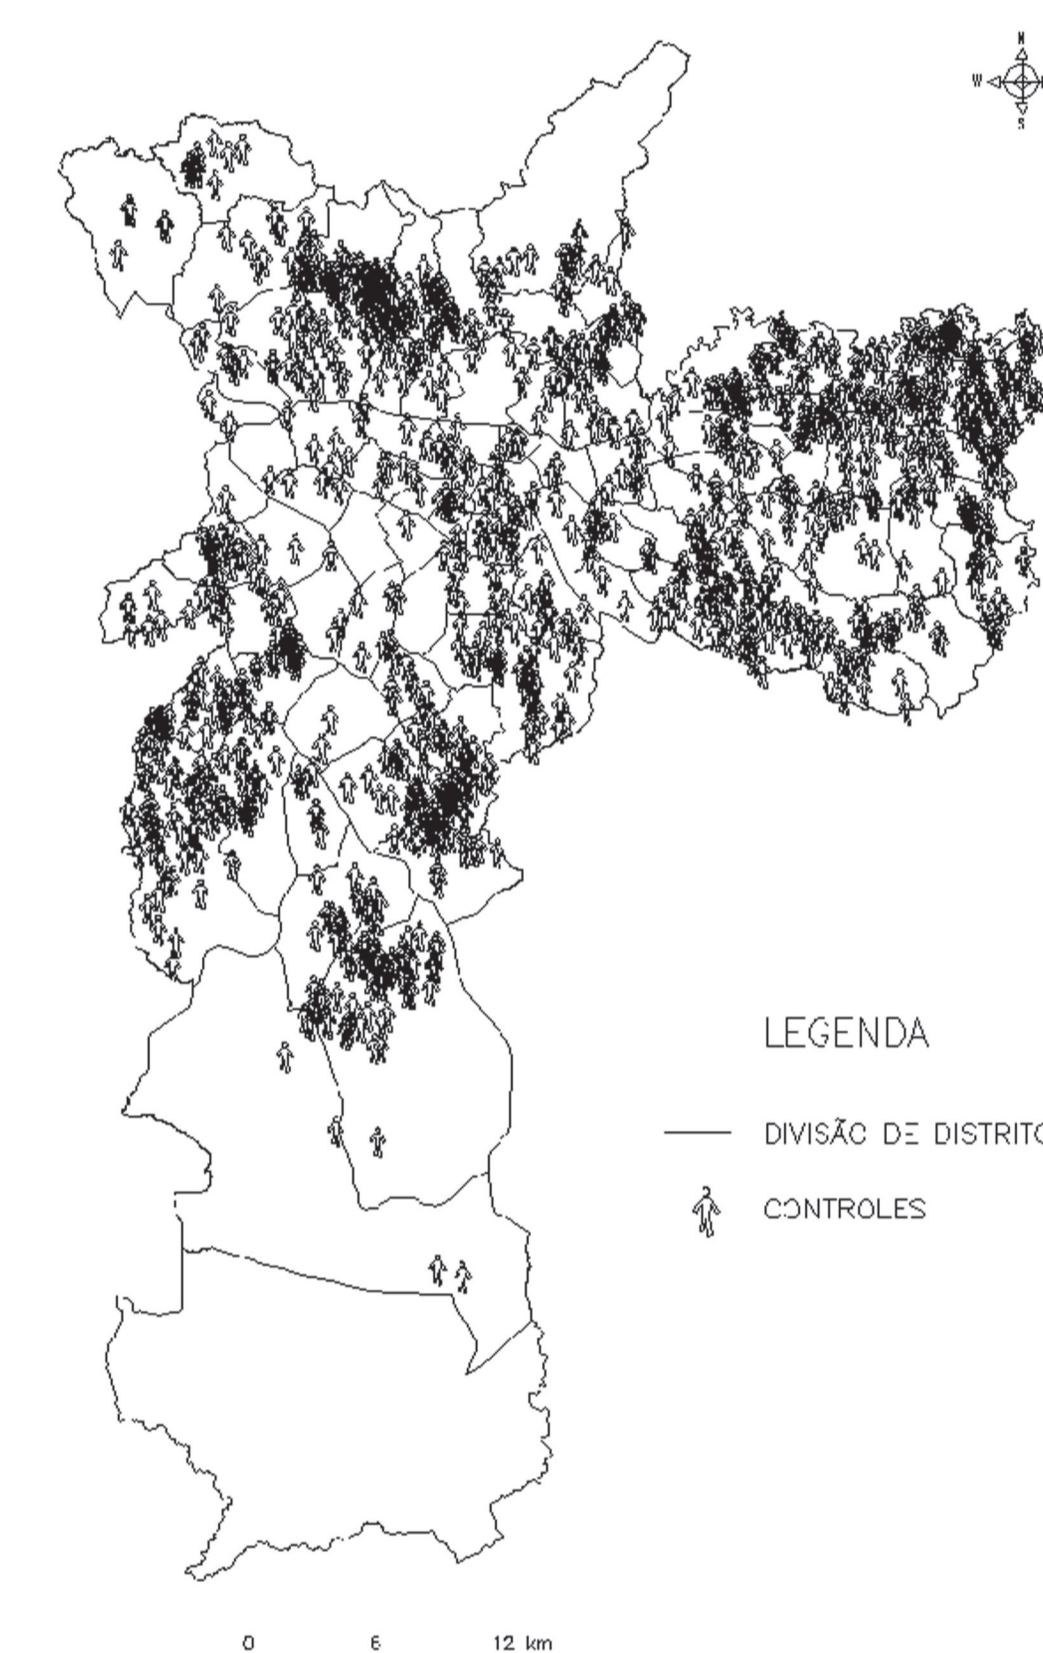 N
W
S
LEGENDA
DIVISÃO DE DISTRITO
CONTROLES
0 6 12 km